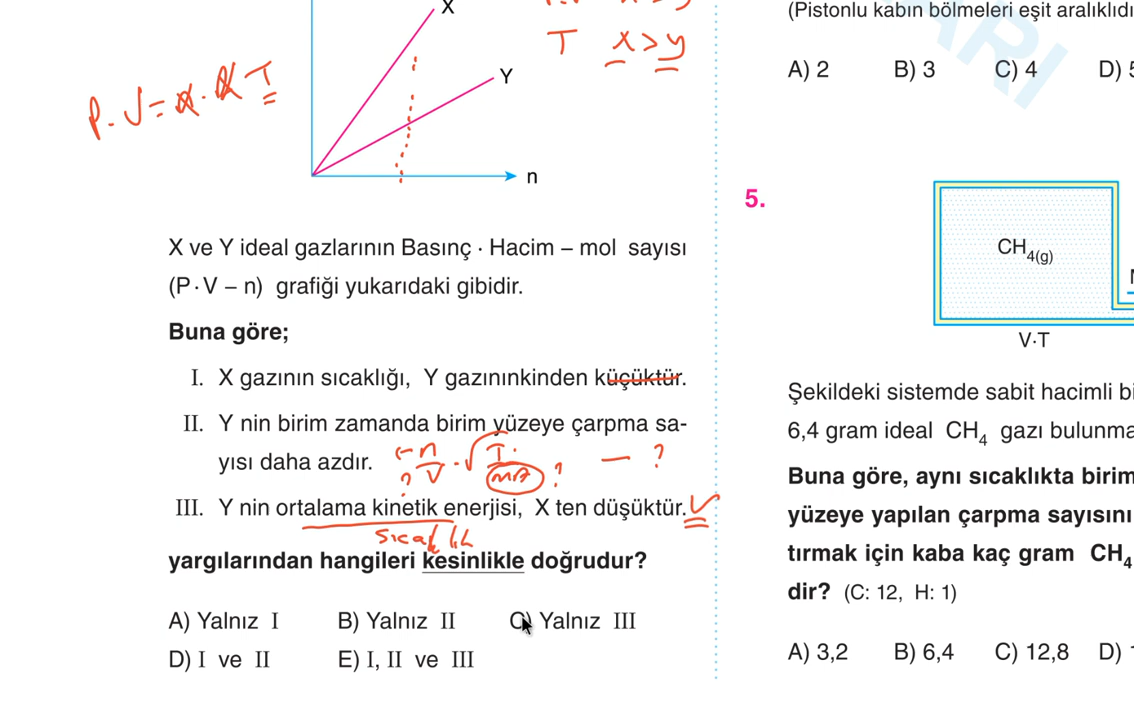 X
T x > y
Y
P.V=n.R T
n
X ve Y ideal gazlarının Basınç · Hacim – mol sayısı
(P·V – n) grafiği yukarıdaki gibidir.
Buna göre;
I. X gazının sıcaklığı, Y gazınınkinden küçüktür.
II. Y nin birim zamanda birim yüzeye çarpma sa-
yısı daha azdır.
n/V · √T/MA ? – ?
III. Y nin ortalama kinetik enerjisi, X ten düşüktür.
sıcaklık
yargılarından hangileri kesinlikle doğrudur?
A) Yalnız I B) Yalnız II C) Yalnız III
D) I ve II E) I, II ve III
(Pistonlu kabın bölmeleri eşit aralıklıdı
A) 2 B) 3 C) 4 D)
ARI
5.
CH4(g)
V·T
Şekildeki sistemde sabit hacimli bi
6,4 gram ideal CH4 gazı bulunma
Buna göre, aynı sıcaklıkta birim
yüzeye yapılan çarpma sayısını
tırmak için kaba kaç gram CH4
dir? (C: 12, H: 1)
A) 3,2 B) 6,4 C) 12,8 D)